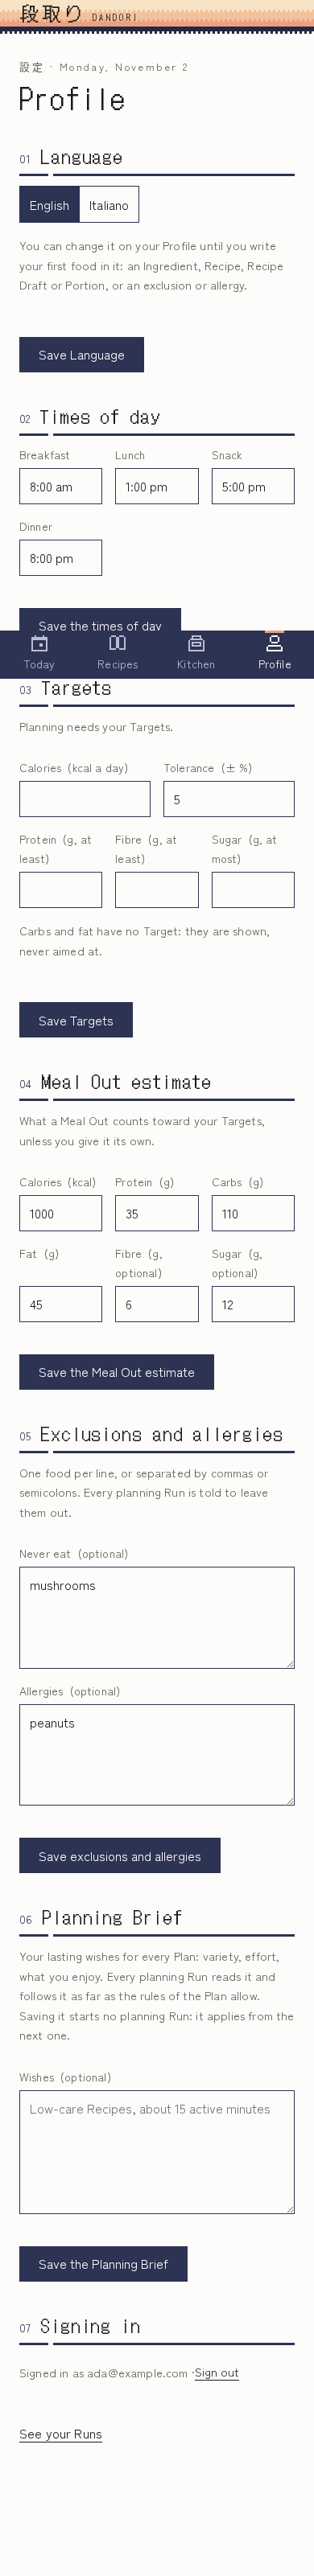 段取り DANDORI
設定 · Monday, November 2
Profile
01 Language
English Italiano
You can change it on your Profile until you write
your first food in it: an Ingredient, Recipe, Recipe
Draft or Portion, or an exclusion or allergy.
Save Language
02 Times of day
Breakfast Lunch Snack
8:00 am 1:00 pm 5:00 pm
Dinner
8:00 pm
Save the times of day
Today Recipes Kitchen Profile
03 Targets
Planning needs your Targets.
Calories (kcal a day) Tolerance (± %)
5
Protein (g, at Fibre (g, at Sugar (g, at
least) least) most)
Carbs and fat have no Target: they are shown,
never aimed at.
Save Targets
04 Meal Out estimate
What a Meal Out counts toward your Targets,
unless you give it its own.
Calories (kcal) Protein (g) Carbs (g)
1000 35 110
Fat (g) Fibre (g, Sugar (g,
optional) optional)
45 6 12
Save the Meal Out estimate
05 Exclusions and allergies
One food per line, or separated by commas or
semicolons. Every planning Run is told to leave
them out.
Never eat (optional)
mushrooms
Allergies (optional)
peanuts
Save exclusions and allergies
06 Planning Brief
Your lasting wishes for every Plan: variety, effort,
what you enjoy. Every planning Run reads it and
follows it as far as the rules of the Plan allow.
Saving it starts no planning Run: it applies from the
next one.
Wishes (optional)
Low-care Recipes, about 15 active minutes
Save the Planning Brief
07 Signing in
Signed in as ada@example.com ·Sign out
See your Runs